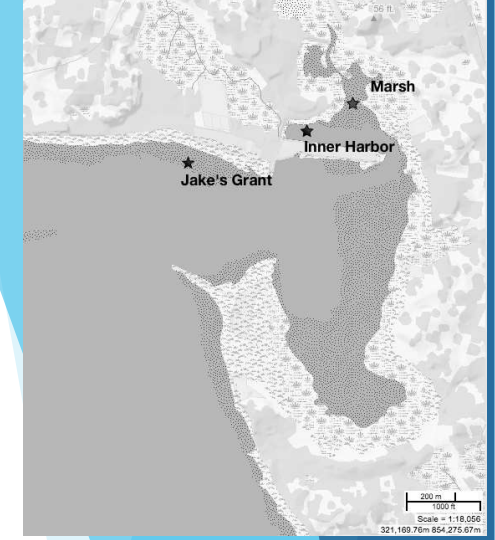 56 ft.
Marsh
Inner Harbor
Jake's Grant
200 m
1000 ft
Scale = 1:18,056
321,169.76m 854,275.67m